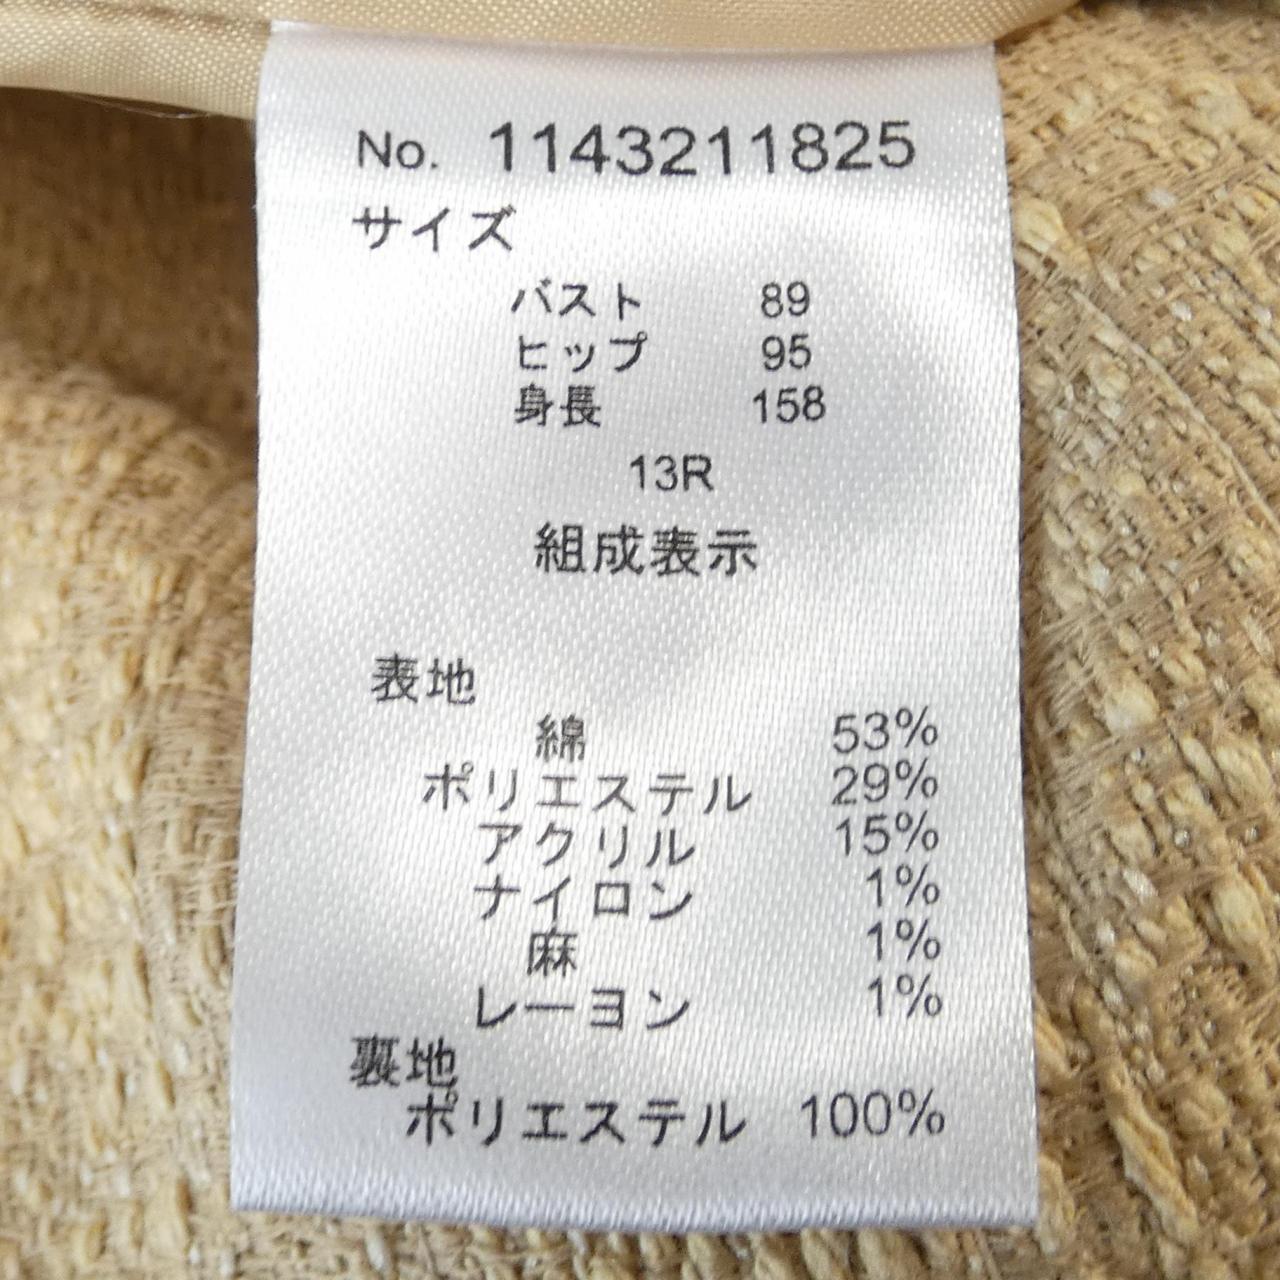 No. 1143211825
サイズ
バスト 89
ヒップ 95
身長 158
13R
組成表示
表地
綿 53%
ポリエステル 29%
アクリル 15%
ナイロン 1%
麻 1%
レーヨン 1%
裏地
ポリエステル 100%